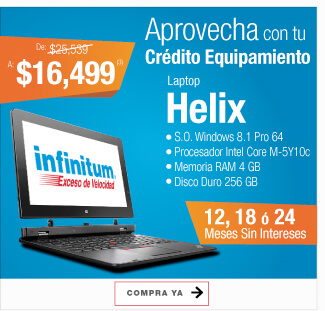 Aprovecha con tu
Crédito Equipamiento
De: $25,539
A: $16,499 (1)
Laptop
Helix
• S.O. Windows 8.1 Pro 64
• Procesador Intel Core M-5Y10c
• Memoria RAM 4 GB
• Disco Duro 256 GB
infinitum
Exceso de Velocidad
12, 18 ó 24
Meses Sin Intereses
COMPRA YA